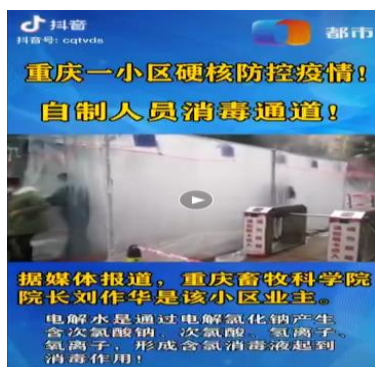 抖音
抖音号: cqtvds
都市
重庆一小区硬核防控疫情！
自制人员消毒通道！
据媒体报道，重庆畜牧科学院
院长刘作华是该小区业主。
电解水是通过电解氯化钠产生
含次氯酸钠、次氯酸、氢离子、
氧离子，形成含氯消毒液起到
消毒作用！